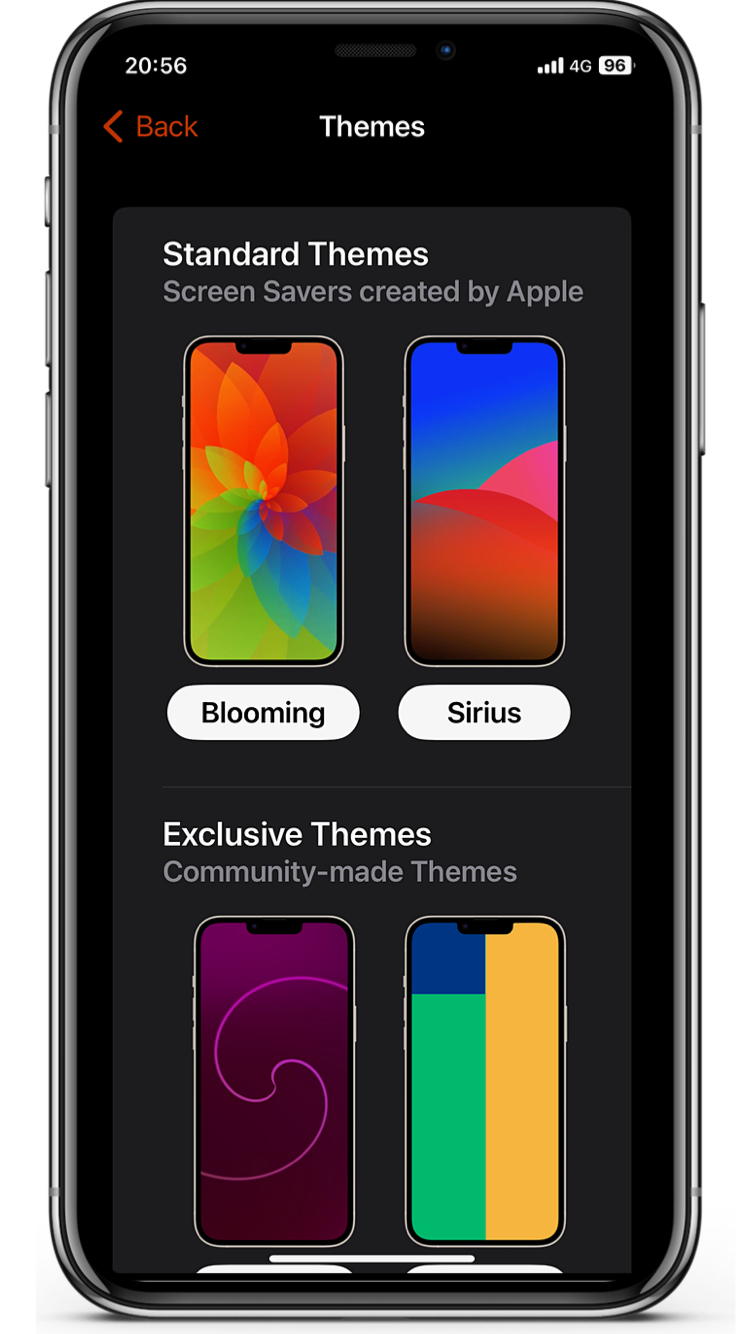 20:56
4G 96
Back
Themes
Standard Themes
Screen Savers created by Apple
Blooming
Sirius
Exclusive Themes
Community-made Themes